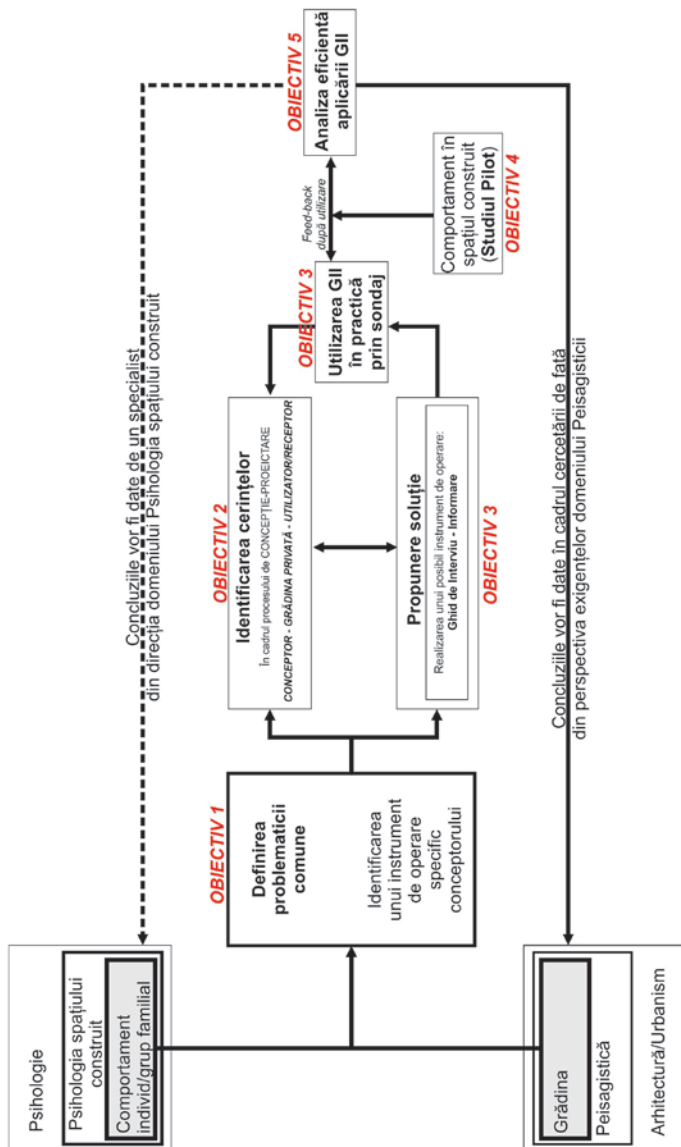 Psihologie
Psihologia spațiului
construit
Comportament
individ/grup familial
Concluziile vor fi date de un specialist
din direcția domeniului Psihologia spațiului construit
OBIECTIV 1
Definirea
problematicii
comune
Identificarea
unui instrument
de operare
specific
conceptorului
OBIECTIV 2
Identificarea cerințelor
În cadrul procesului de CONCEPȚIE-PROEICTARE
CONCEPTOR - GRĂDINA PRIVATĂ - UTILIZATOR/RECEPTOR
Propunere soluție
Realizarea unui posibil instrument de operare:
Ghid de Interviu - Informare
OBIECTIV 3
OBIECTIV 3
Utilizarea GII
în practică
prin sondaj
Feed-back
după utilizare
OBIECTIV 5
Analiza eficientă
aplicării GII
Comportament în
spațiul construit
(Studiul Pilot)
OBIECTIV 4
Concluziile vor fi date în cadrul cercetării de față
din perspectiva exigențelor domeniului Peisagisticii
Grădina
Peisagistică
Arhitectură/Urbanism